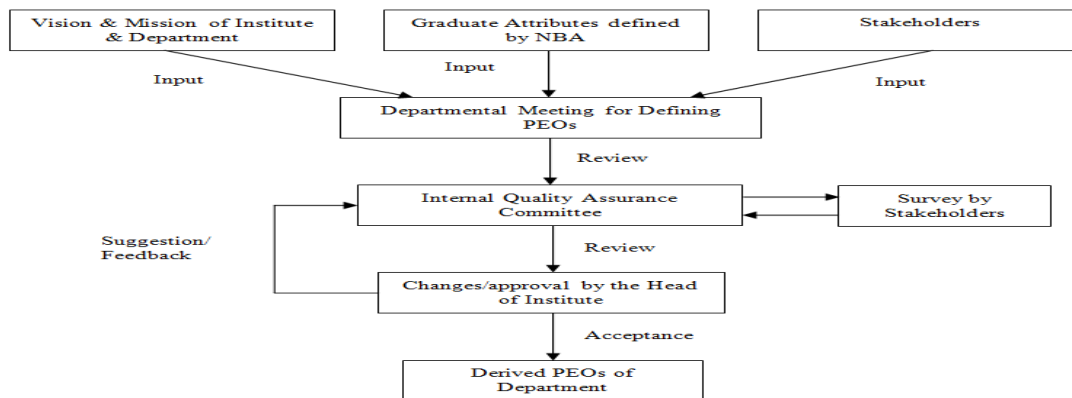 Vision & Mission of Institute
& Department
Graduate Attributes defined
by NBA
Stakeholders
Input
Input
Input
Departmental Meeting for Defining
PEOs
Review
Internal Quality Assurance
Committee
Survey by
Stakeholders
Suggestion/
Feedback
Review
Changes/approval by the Head
of Institute
Acceptance
Derived PEOs of
Department